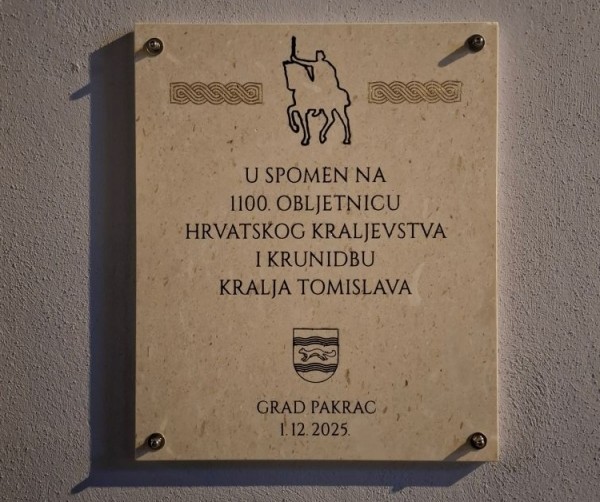 U SPOMEN NA
1100. OBLJETNICU
HRVATSKOG KRALJEVSTVA
I KRUNIDBU
KRALJA TOMISLAVA
GRAD PAKRAC
1. 12. 2025.